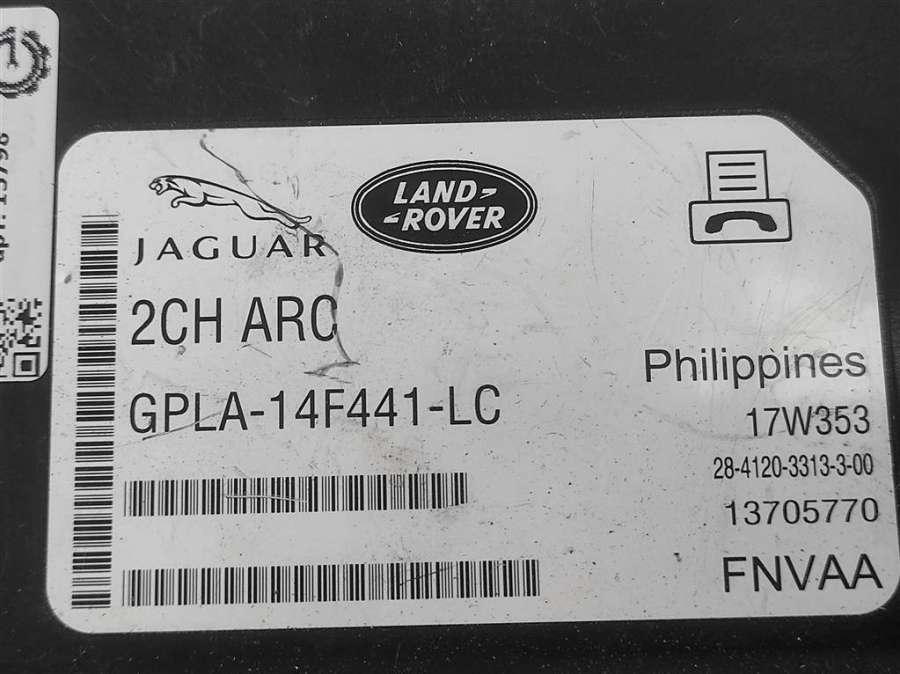 JAGUAR
LAND-
-ROVER
2CH ARC
GPLA-14F441-LC
Philippines
17W353
28-4120-3313-3-00
13705770
FNVAA